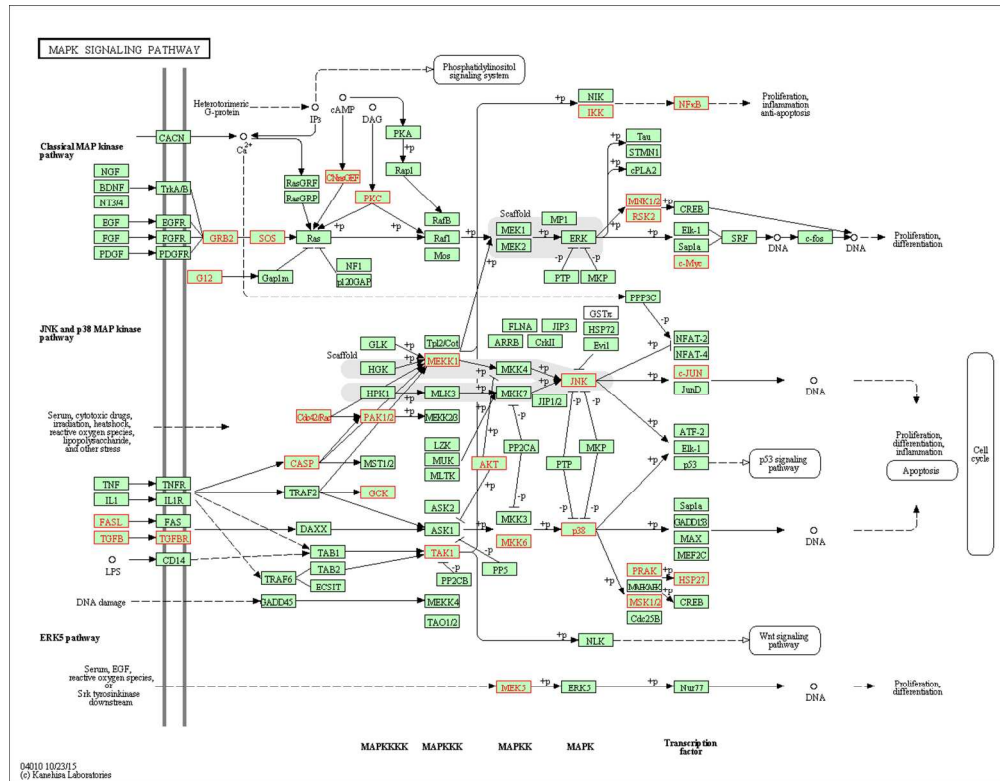 MAPK SIGNALING PATHWAY
Phosphatidylinositol
signaling system
Heterotrimeric
G-protein
IP3
cAMP
DAG
Ca2+
CACN
PKA
+p
Rap1
NIK
IKK
+p
+p
NFκB
Proliferation,
inflammation
anti-apoptosis
Classical MAP kinase
pathway
NGF
BDNF
NT3/4
TrkA/B
EGF
EGFR
FGF
FGFR
PDGF
PDGFR
GRB2
SOS
G12
Gap1m
RasGRF
RasGRP
CNrasGEF
PKC
Ras
NF1
p120GAP
RafB
Raf1
Mos
Scaffold
MEK1
MEK2
MP1
ERK
PTP
MKP
Tau
STMN1
cPLA2
MNK1/2
RSK2
CREB
Elk-1
Sap1a
c-Myc
SRF
DNA
c-fos
DNA
Proliferation,
differentiation
PPP3C
JNK and p38 MAP kinase
pathway
Scaffold
GLK
HGK
HPK1
Tpl2/Cot
MEKK1
MLK3
MEKK2/3
Cdc42/Rac
PAK1/2
LZK
MUK
MLTK
FLNA
JIP3
ARRB
CrkII
GSTπ
HSP72
Evi1
MKK4
MKK7
JNK
JIP1/2
NFAT-2
NFAT-4
c-JUN
JunD
DNA
ATF-2
Elk-1
p53
p53 signaling
pathway
Proliferation,
differentiation,
inflammation
Apoptosis
Cell
cycle
Serum, cytotoxic drugs,
irradiation, heatshock,
reactive oxygen species,
lipopolysaccharide,
and other stress
CASP
MST1/2
TNF
TNFR
IL1
IL1R
FASL
FAS
TGFB
TGFBR
LPS
CD14
TRAF2
GCK
DAXX
ASK2
ASK1
TAK1
TAB1
TAB2
TRAF6
ECSIT
PP2CB
PP5
AKT
PP2CA
PTP
MKP
MKK3
MKK6
p38
Sap1a
GADD153
MAX
MEF2C
DNA
PRAK
MAPKAPK
MSK1/2
Cdc25B
HSP27
CREB
DNA damage
GADD45
MEKK4
TAO1/2
ERK5 pathway
NLK
Wnt signaling
pathway
Serum, EGF,
reactive oxygen species,
or
Srk tyrosinkinase
downstream
MEK5
+p
ERK5
+p
Nur77
DNA
Proliferation,
differentiation
MAPKKKK
MAPKKK
MAPKK
MAPK
Transcription
factor
04010 10/23/15
(c) Kanehisa Laboratories